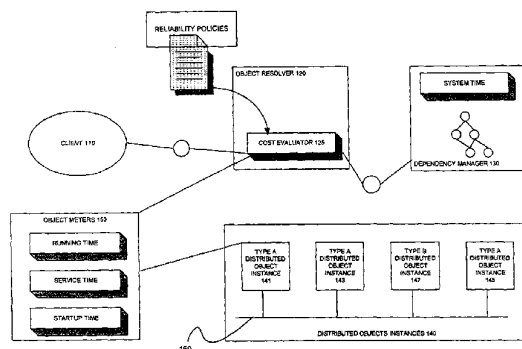 RELIABILITY POLICIES
OBJECT RESOLVER 120
SYSTEM TIME
CLIENT 110
COST EVALUATOR 125
DEPENDENCY MANAGER 130
OBJECT METERS 150
RUNNING TIME
SERVICE TIME
STARTUP TIME
TYPE A
DISTRIBUTED
OBJECT
INSTANCE
141
TYPE A
DISTRIBUTED
OBJECT
INSTANCE
143
TYPE B
DISTRIBUTED
OBJECT
INSTANCE
147
TYPE A
DISTRIBUTED
OBJECT
INSTANCE
145
DISTRIBUTED OBJECTS INSTANCES 140
160